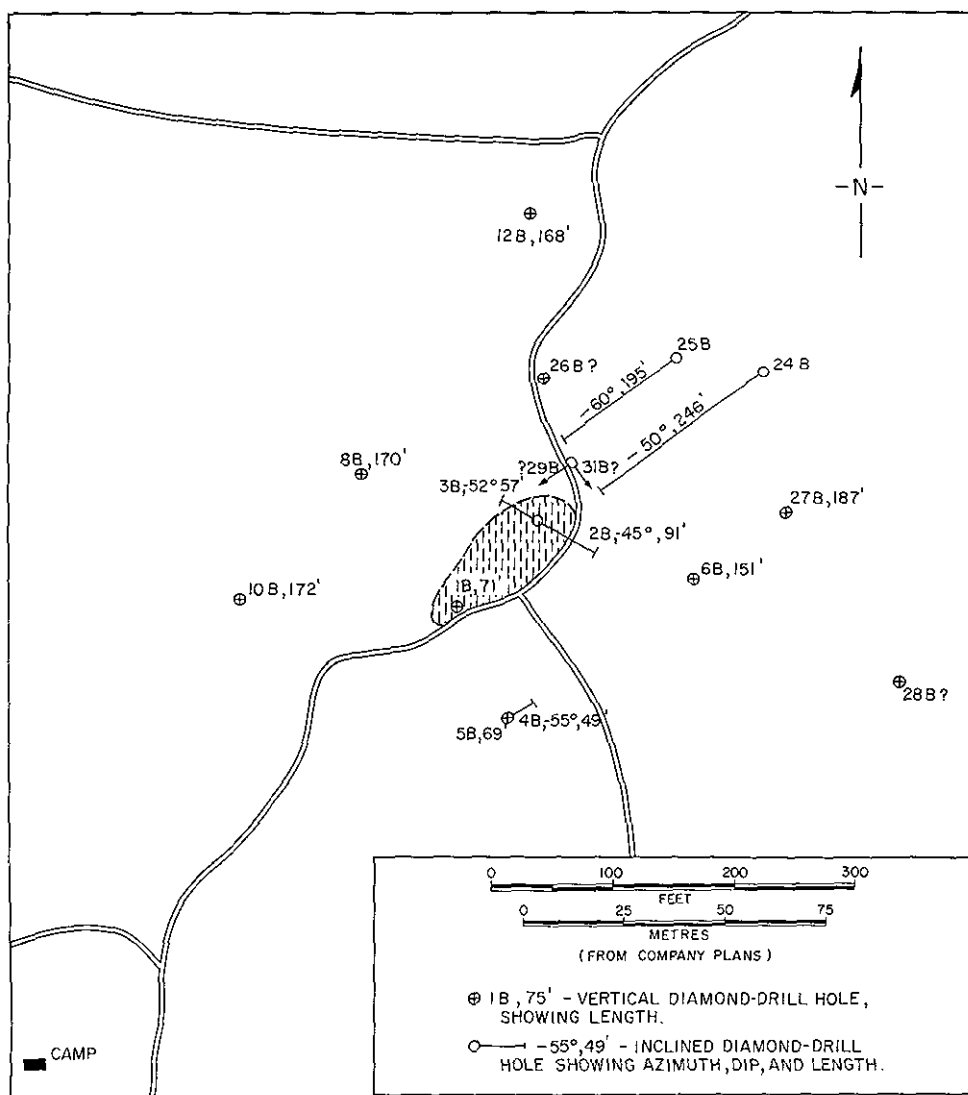 -N-
12B, 168'
26B?
25B
24B
-60°, 195'
-50°, 246'
8B, 170'
?29B
31B?
3B,-52° 57'
27B, 187'
2B,-45°, 91'
6B, 151'
10B, 172'
1B, 71'
28B?
5B, 69'
4B,-55°, 49'
0 100 200 300
FEET
0 25 50 75
METRES
(FROM COMPANY PLANS)
1B, 75' - VERTICAL DIAMOND-DRILL HOLE,
SHOWING LENGTH.
-55°, 49' - INCLINED DIAMOND-DRILL
HOLE SHOWING AZIMUTH, DIP, AND LENGTH.
CAMP